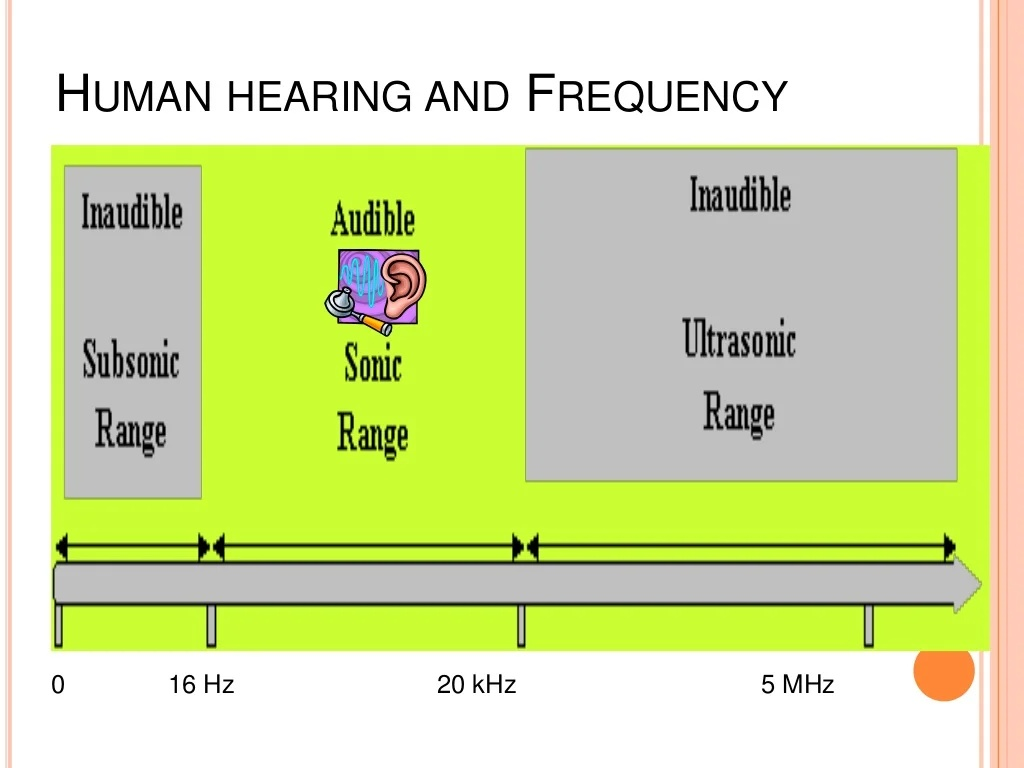 HUMAN HEARING AND FREQUENCY
Inaudible
Subsonic
Range
Audible
Sonic
Range
Inaudible
Ultrasonic
Range
0 16 Hz 20 kHz 5 MHz